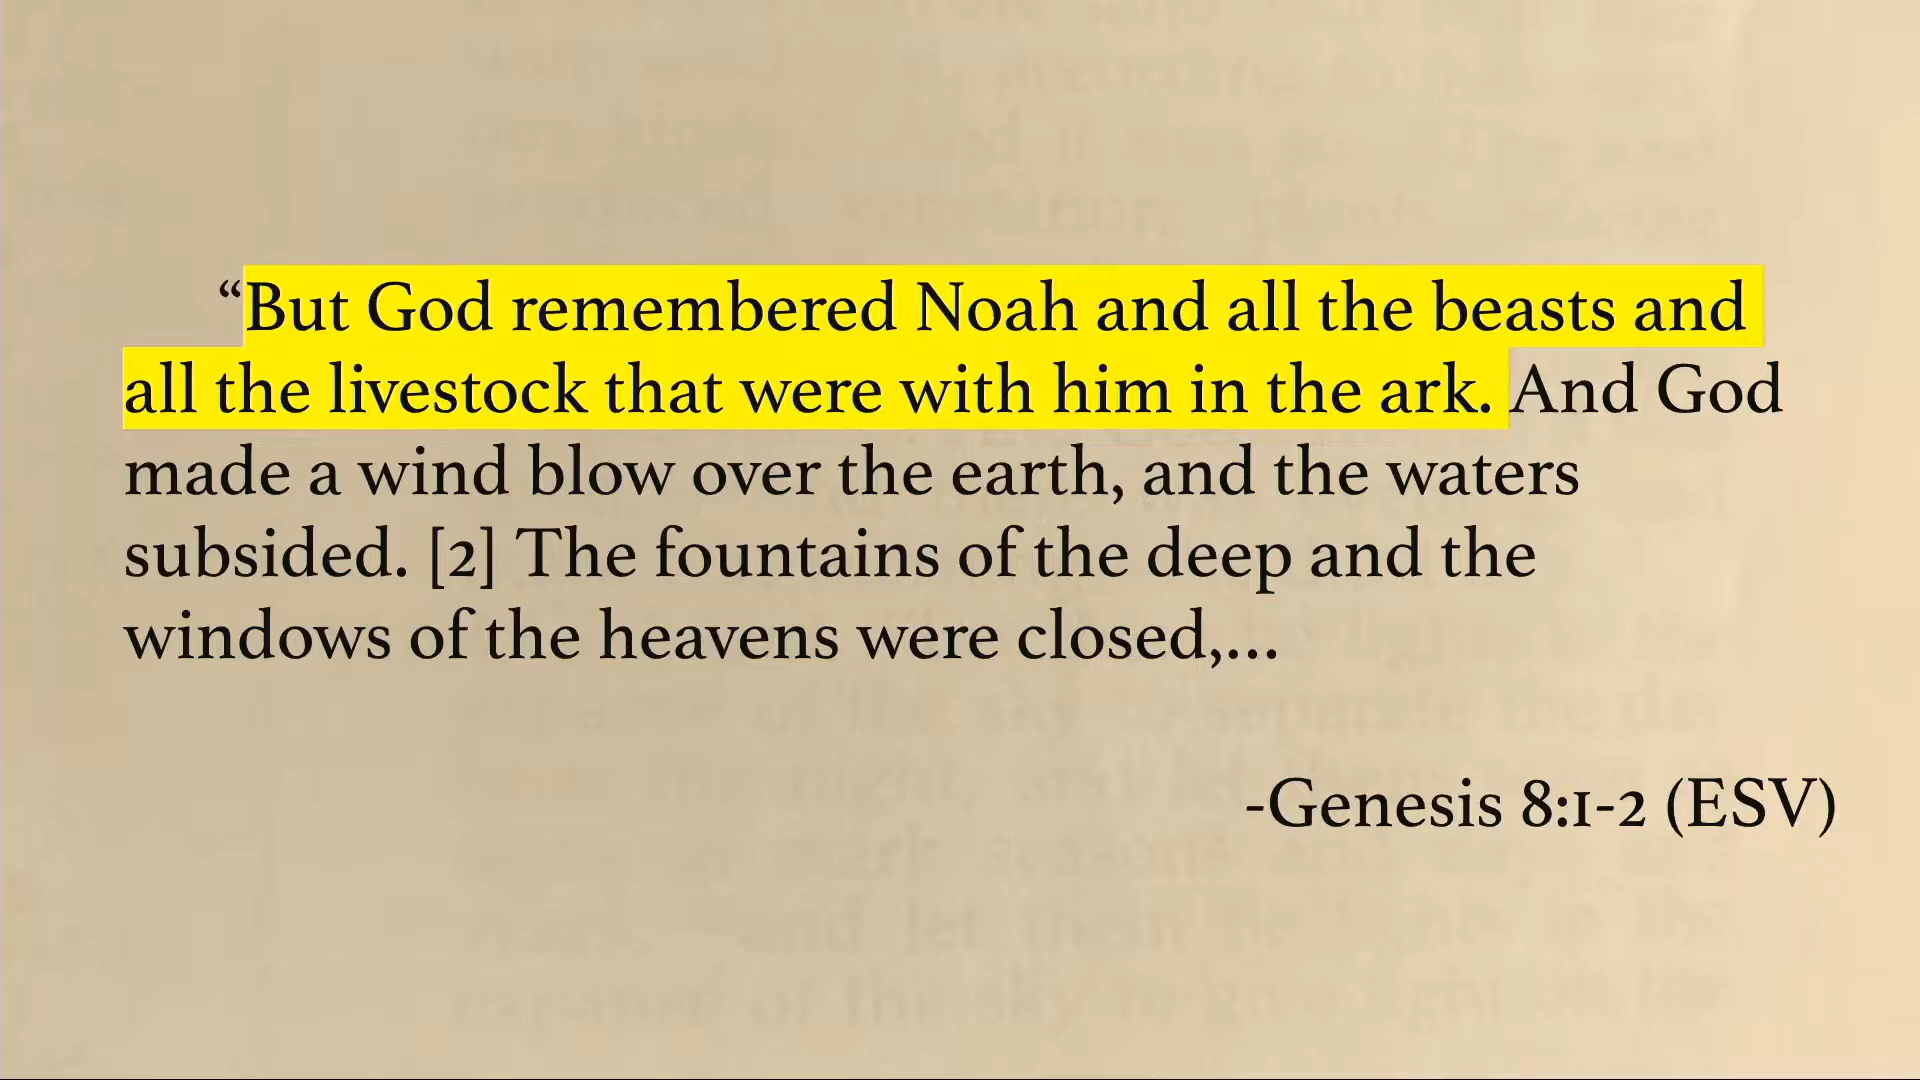 “But God remembered Noah and all the beasts and
all the livestock that were with him in the ark. And God
made a wind blow over the earth, and the waters
subsided. [2] The fountains of the deep and the
windows of the heavens were closed,...
-Genesis 8:1-2 (ESV)